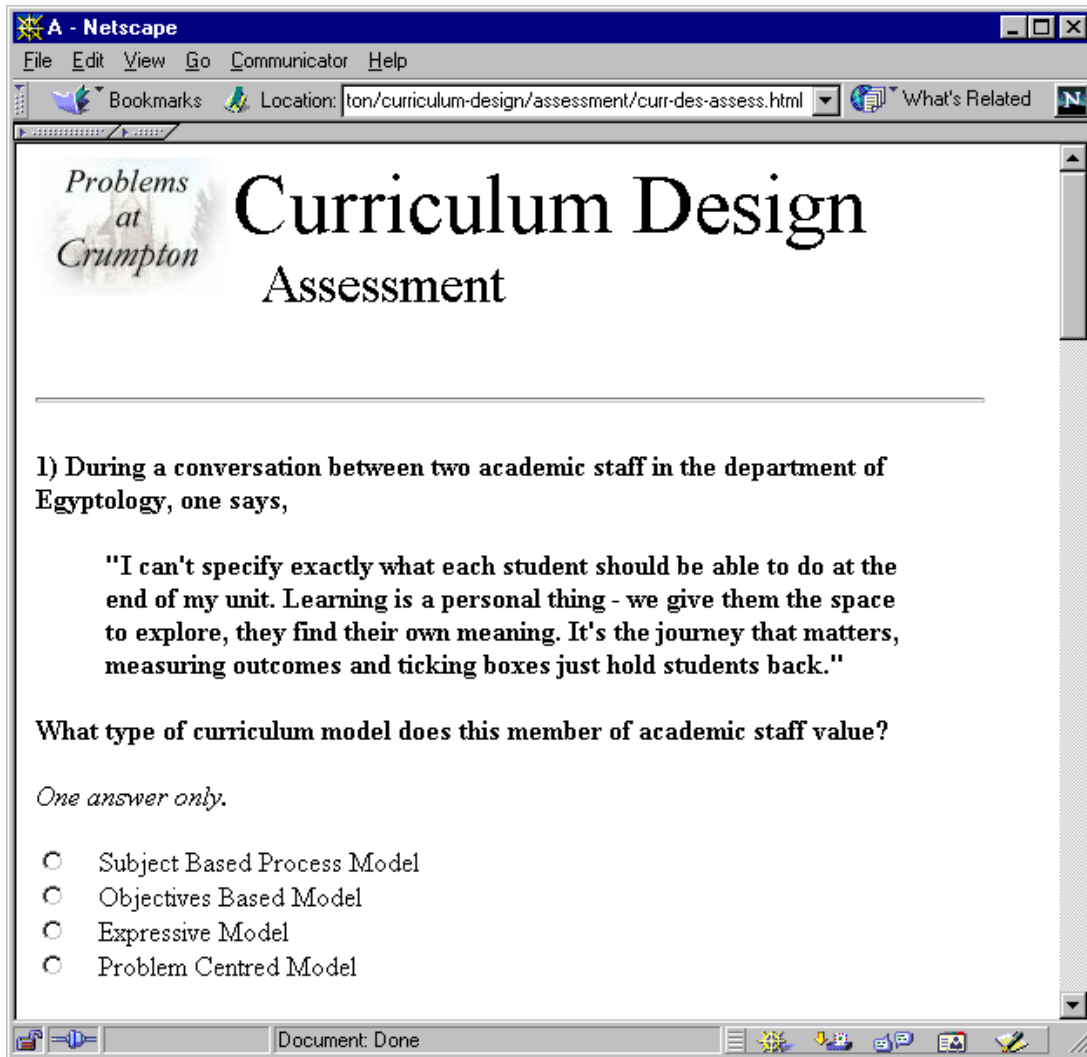 A - Netscape
File Edit View Go Communicator Help
Bookmarks Location: ton/curriculum-design/assessment/curr-des-assess.html What's Related N
Problems
at
Crumpton
Curriculum Design
Assessment
1) During a conversation between two academic staff in the department of
Egyptology, one says,
"I can't specify exactly what each student should be able to do at the
end of my unit. Learning is a personal thing - we give them the space
to explore, they find their own meaning. It's the journey that matters,
measuring outcomes and ticking boxes just hold students back."
What type of curriculum model does this member of academic staff value?
One answer only.
Subject Based Process Model
Objectives Based Model
Expressive Model
Problem Centred Model
Document: Done